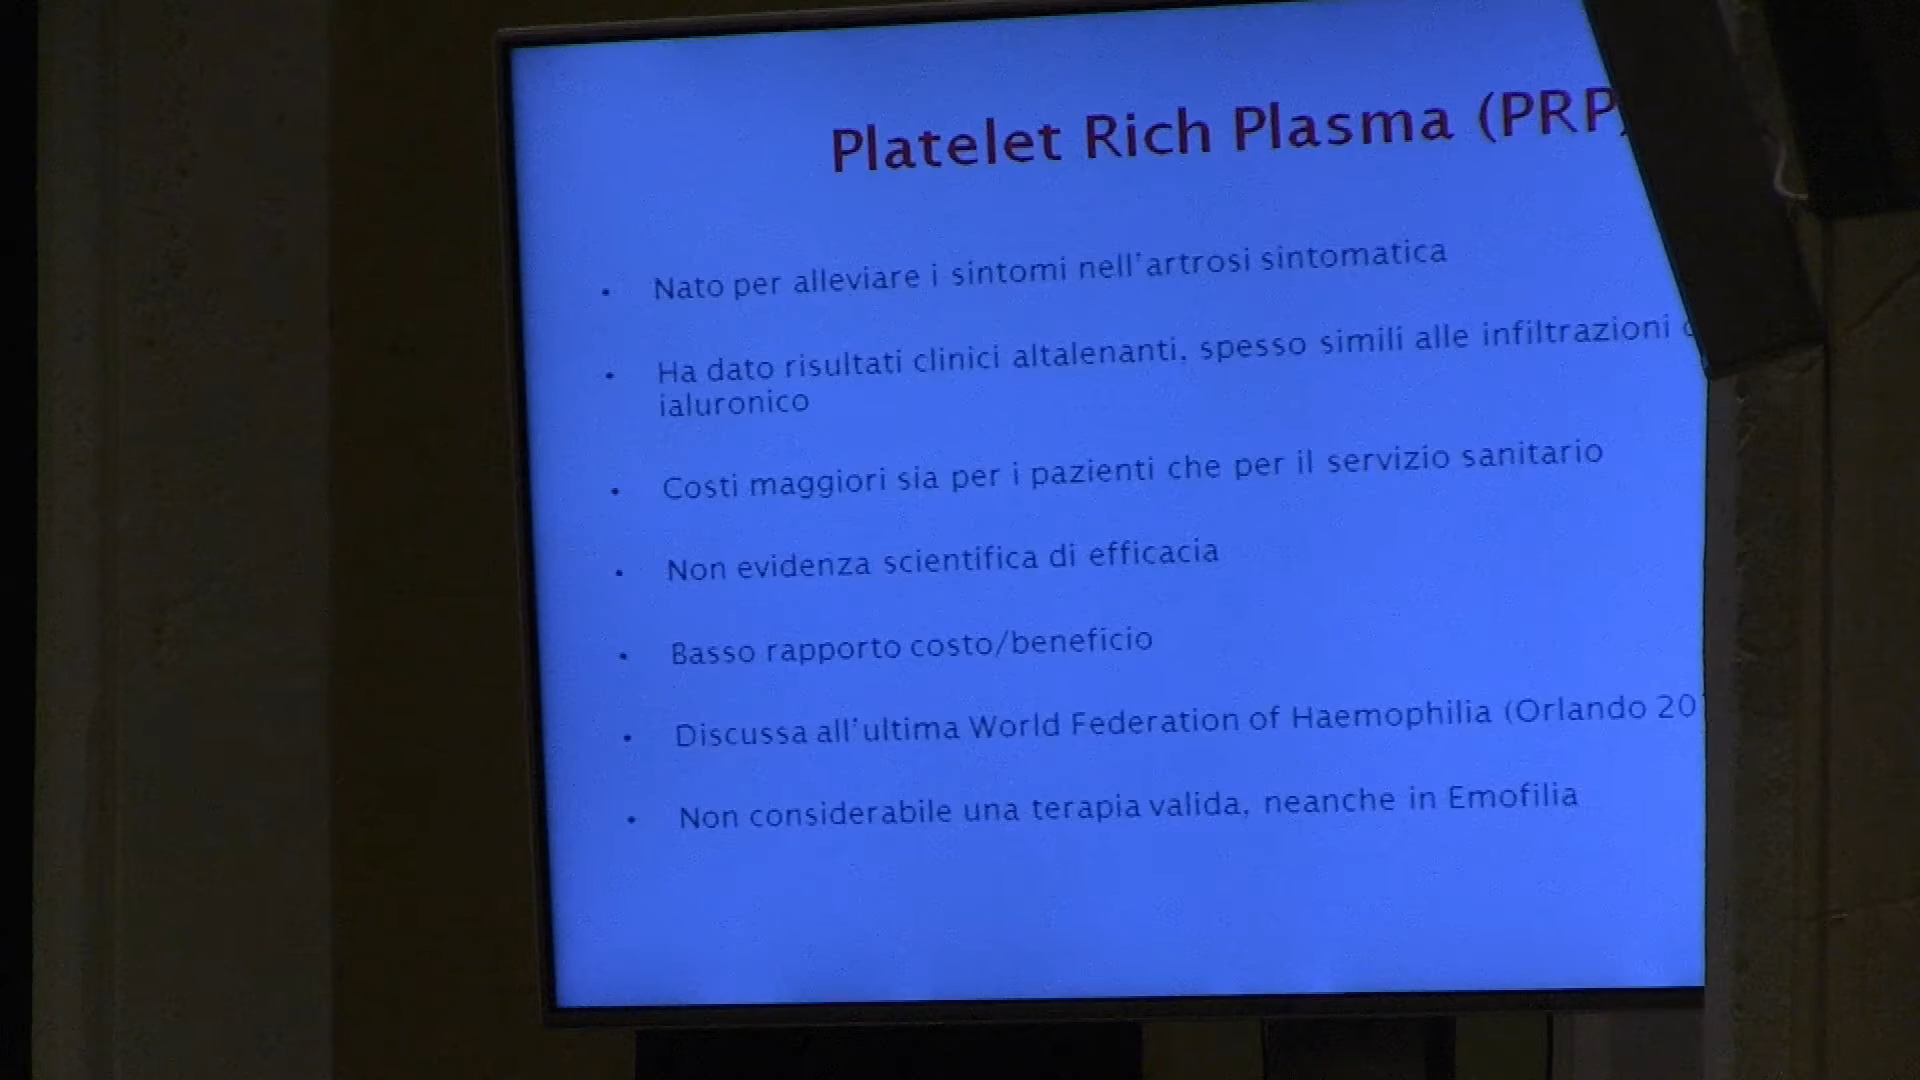 Platelet Rich Plasma (PRP)
• Nato per alleviare i sintomi nell'artrosi sintomatica
• Ha dato risultati clinici altalenanti, spesso simili alle infiltrazioni
ialuronico
• Costi maggiori sia per i pazienti che per il servizio sanitario
• Non evidenza scientifica di efficacia
• Basso rapporto costo/beneficio
• Discussa all'ultima World Federation of Haemophilia (Orlando
• Non considerabile una terapia valida, neanche in Emofilia